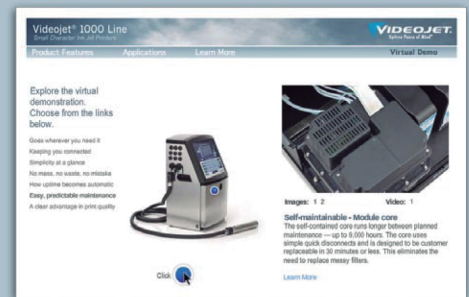 Videojet® 1000 Line
Small Character Ink Jet Printers
VIDEOJET.
Explore Peace of Mind™
Product Features Applications Learn More Virtual Demo
Explore the virtual
demonstration.
Choose from the links
below.
Goes wherever you need it
Keeping you connected
Simplicity at a glance
No mess, no waste, no mistake
How uptime becomes automatic
Easy, predictable maintenance
A clear advantage in print quality
Click
Images: 1 2 Video: 1
Self-maintainable - Module core
The self-contained core runs longer between planned
maintenance — up to 9,000 hours. The core uses
simple quick disconnects and is designed to be customer
replaceable in 30 minutes or less. This eliminates the
need to replace messy filters.
Learn More